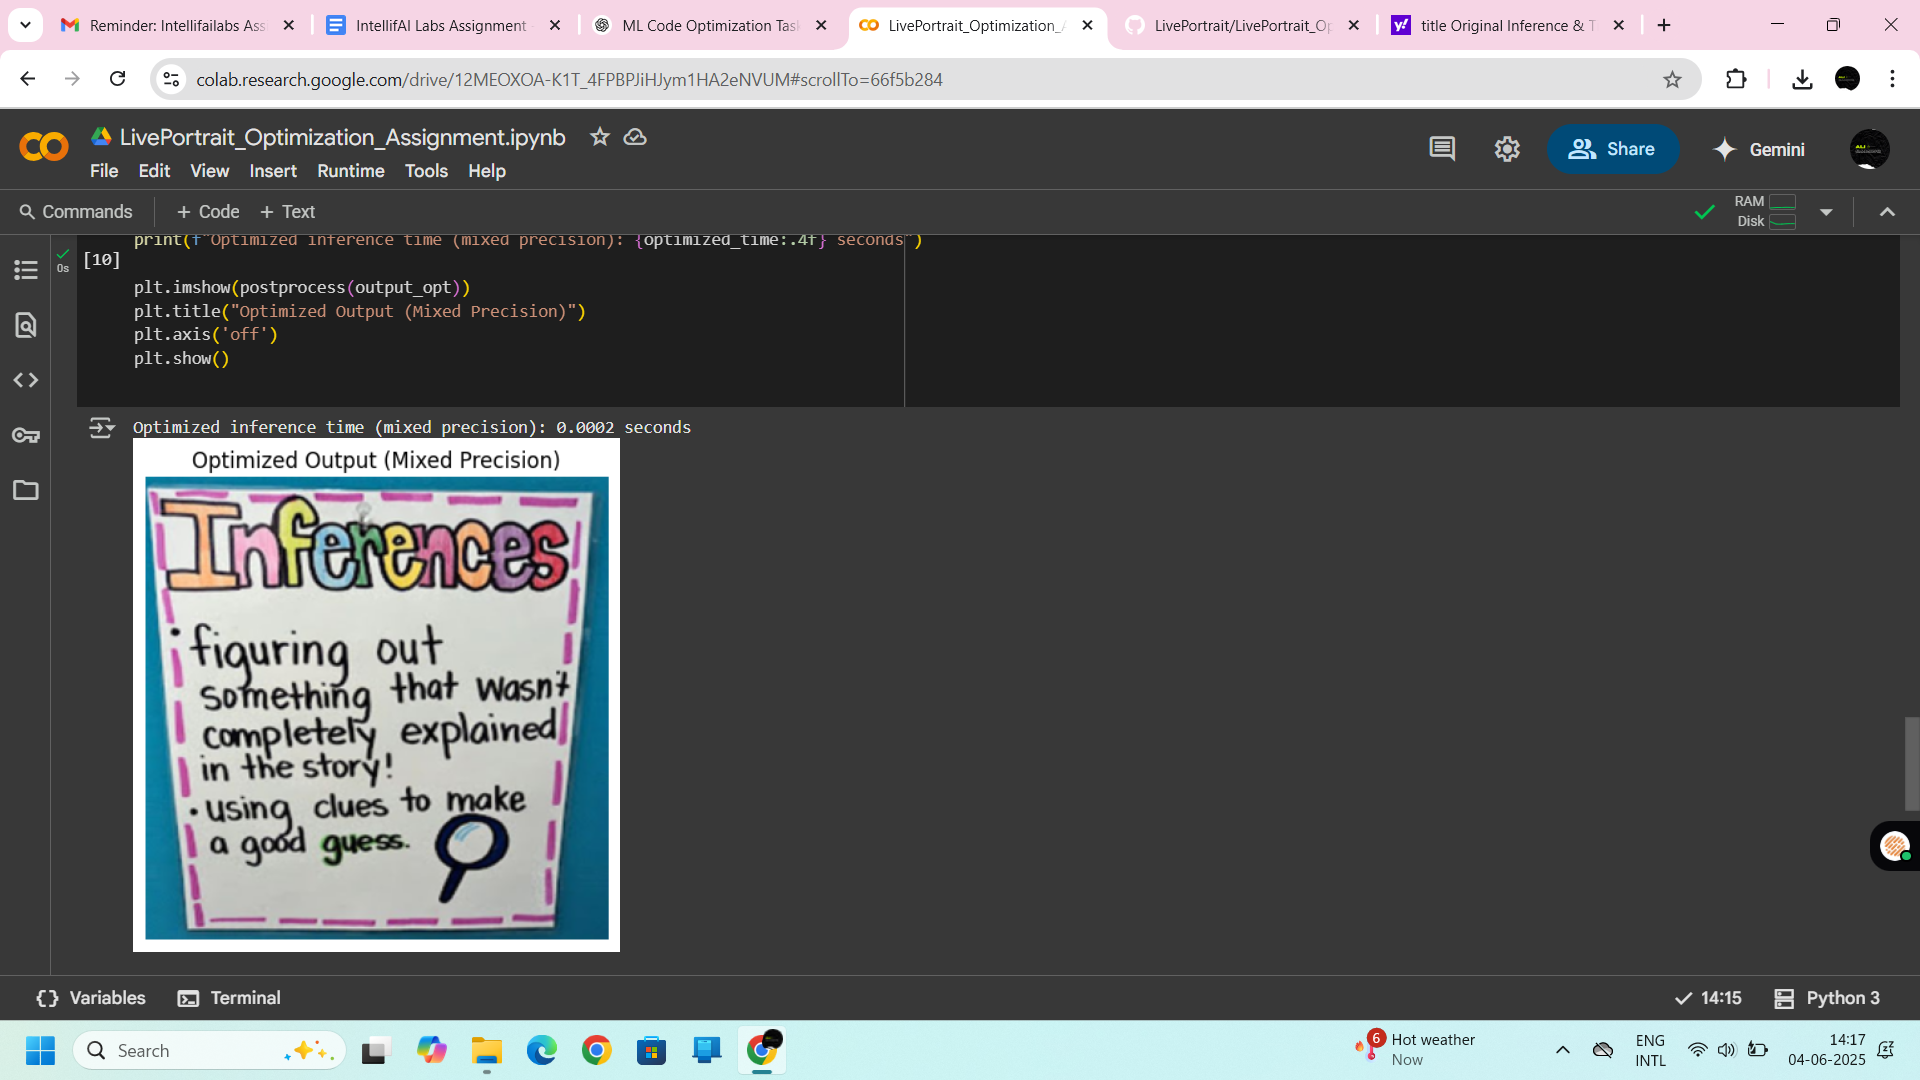 Reminder: Intellifailabs Ass
IntellifAI Labs Assignment
ML Code Optimization Tas
LivePortrait_Optimization_A
LivePortrait/LivePortrait_Op
title Original Inference & T
colab.research.google.com/drive/12MEOXOA-K1T_4FPBPJiHJym1HA2eNVUM#scrollTo=66f5b284
LivePortrait_Optimization_Assignment.ipynb
File Edit View Insert Runtime Tools Help
Share
Gemini
Commands
+ Code + Text
RAM
Disk
print(f"Optimized inference time (mixed precision): {optimized_time:.4f} seconds")
0s
[10]
plt.imshow(postprocess(output_opt))
plt.title("Optimized Output (Mixed Precision)")
plt.axis('off')
plt.show()
Optimized inference time (mixed precision): 0.0002 seconds
Optimized Output (Mixed Precision)
Inferences
• figuring out
something that wasn't
completely explained
in the story!
• using clues to make
a good guess.
Variables
Terminal
14:15
Python 3
Search
6
Hot weather
Now
ENG
INTL
14:17
04-06-2025